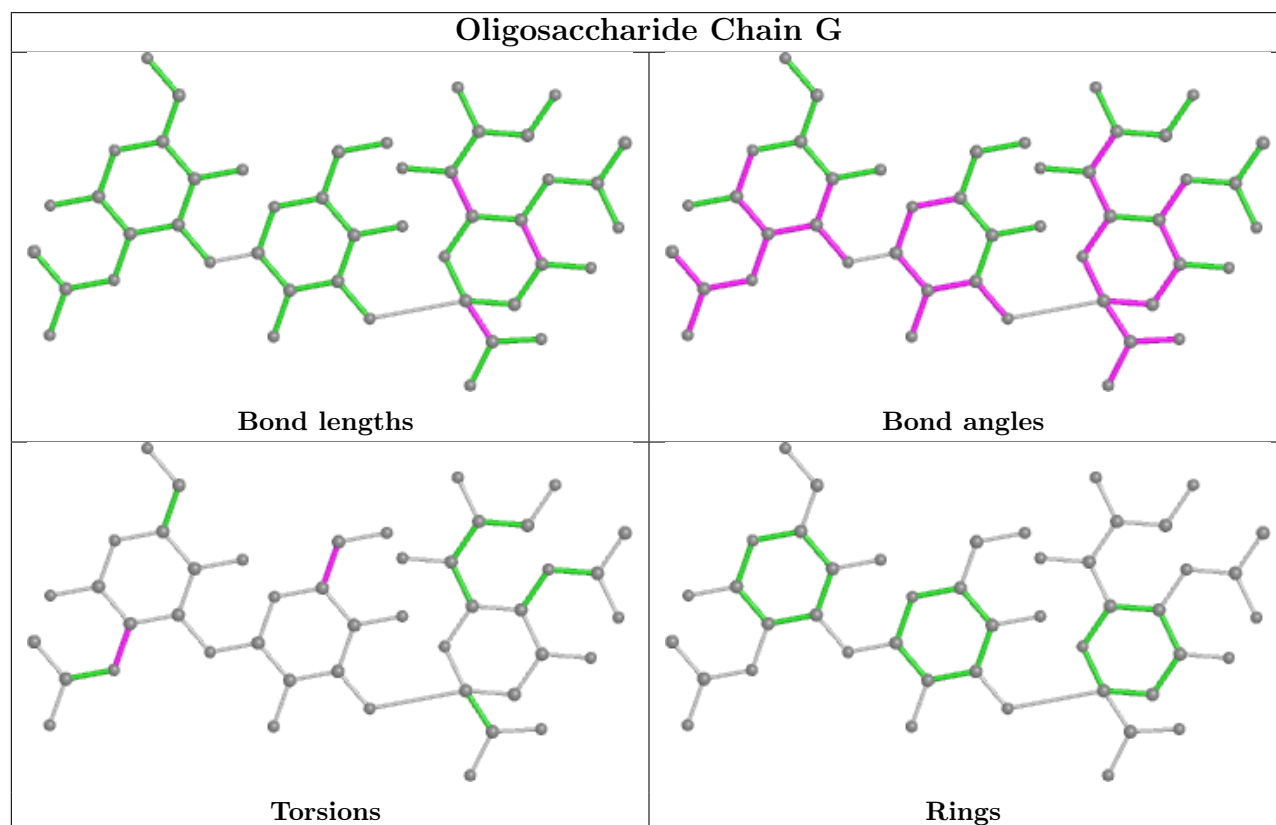 Oligosaccharide Chain G
Bond lengths
Bond angles
Torsions
Rings